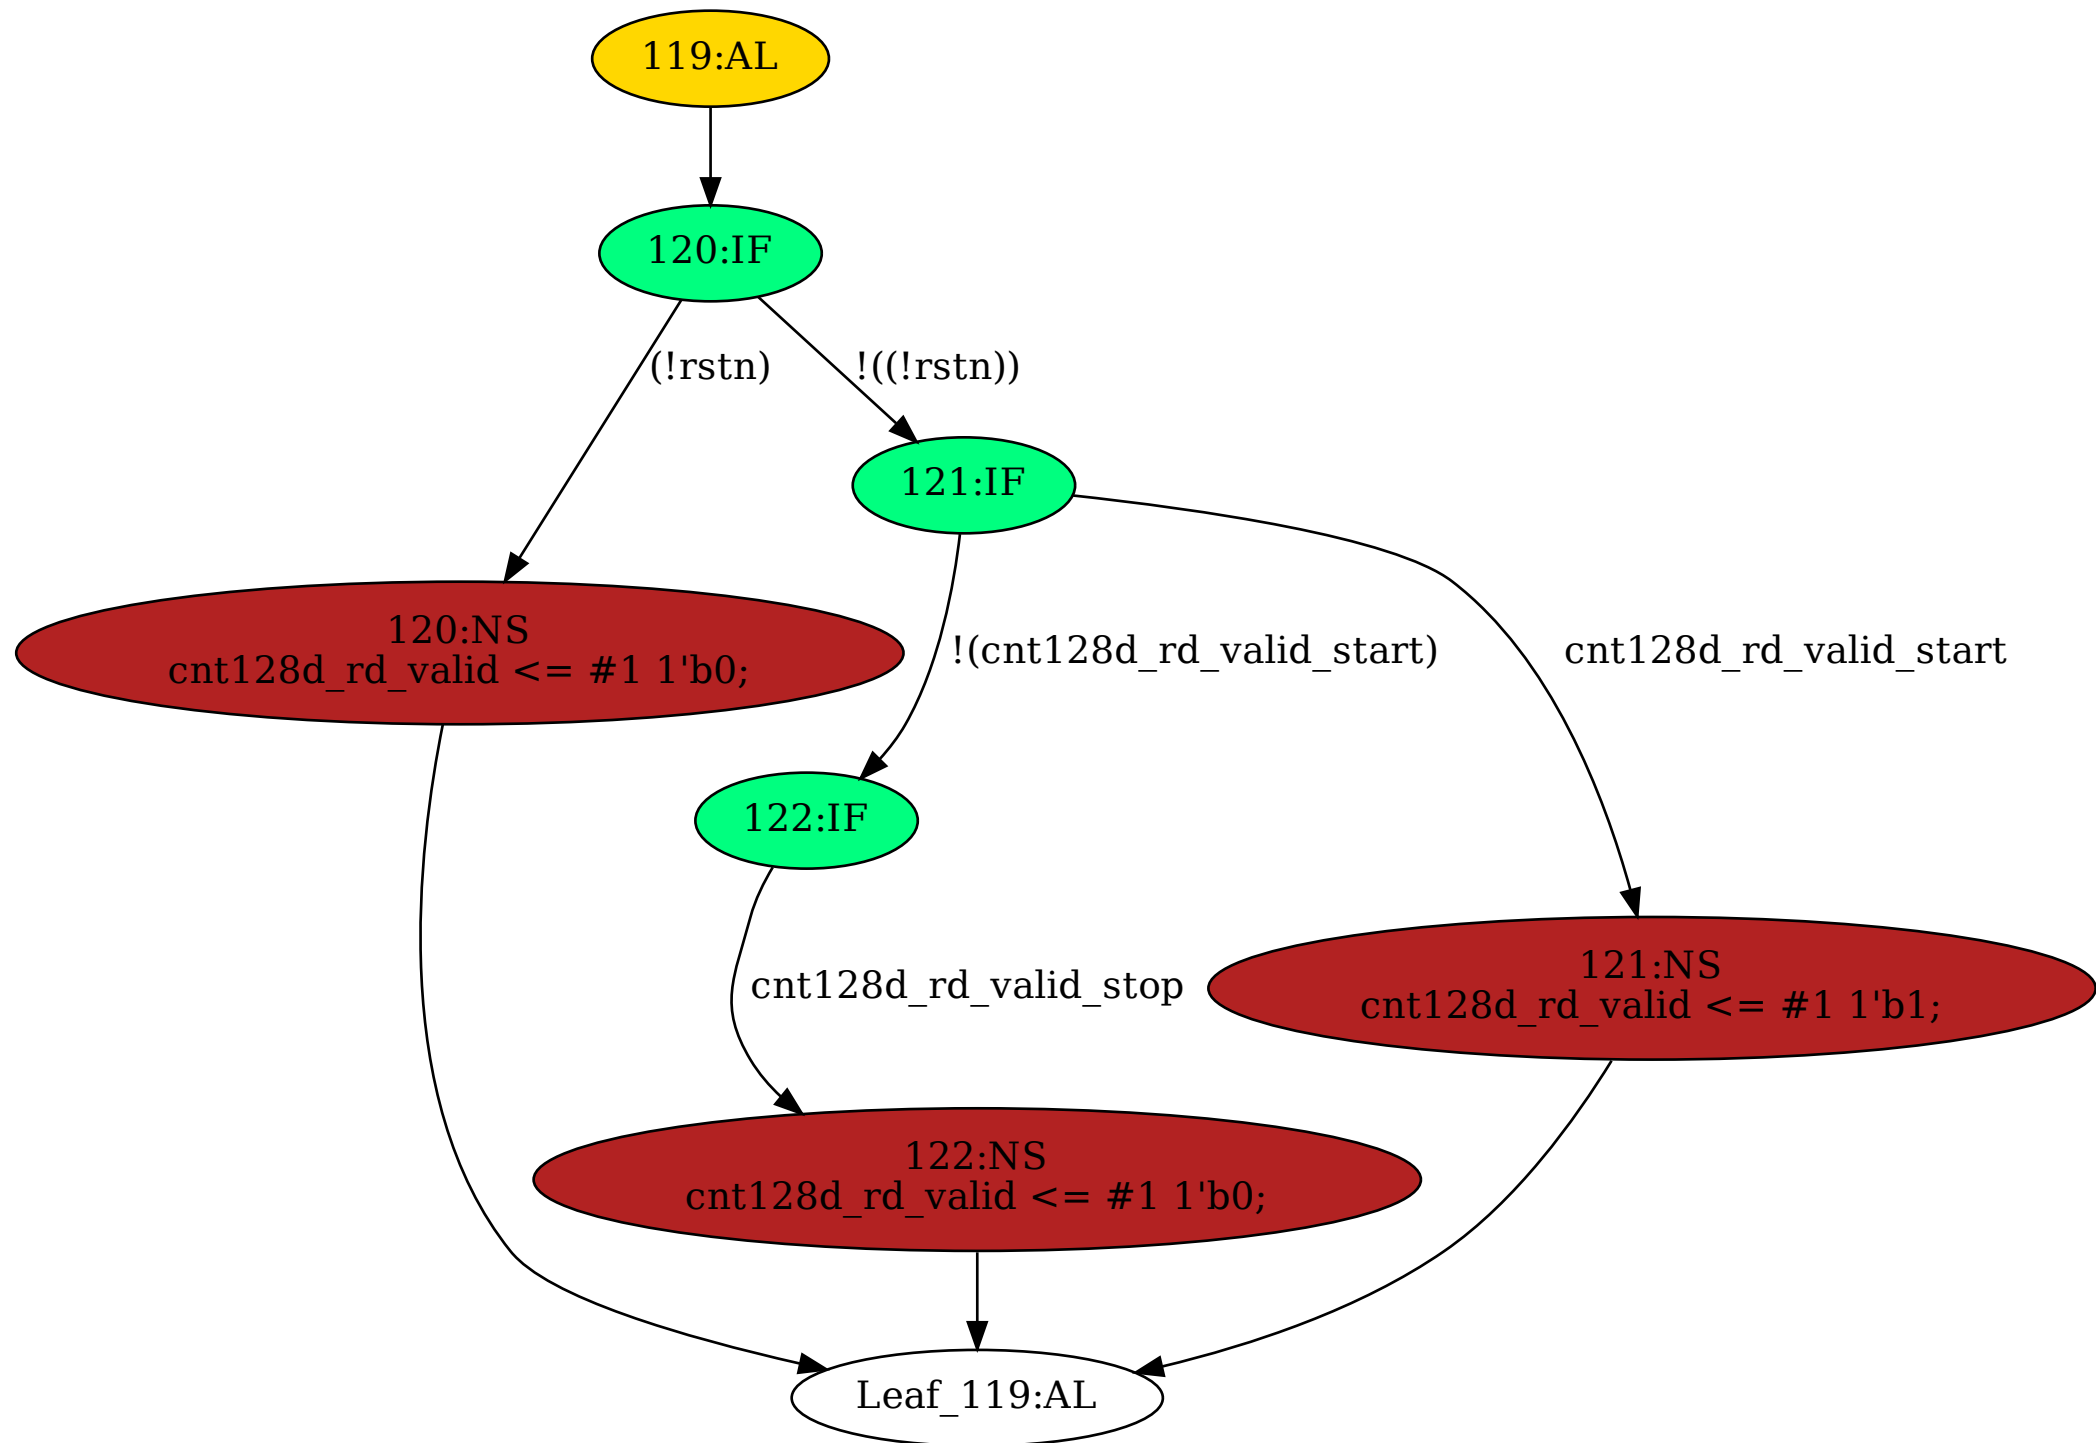 119:AL
120:IF
(!rstn)
!((!rstn))
121:IF
120:NS
cnt128d_rd_valid <= #1 1'b0;
!(cnt128d_rd_valid_start)
cnt128d_rd_valid_start
122:IF
121:NS
cnt128d_rd_valid <= #1 1'b1;
cnt128d_rd_valid_stop
122:NS
cnt128d_rd_valid <= #1 1'b0;
Leaf_119:AL